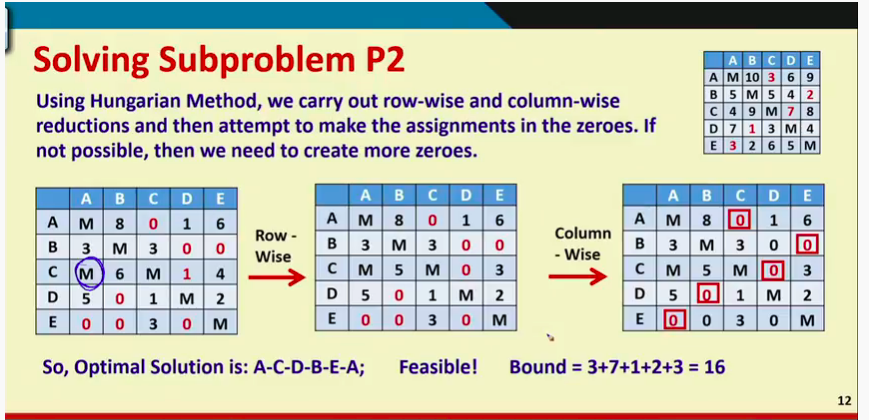 Solving Subproblem P2
Using Hungarian Method, we carry out row-wise and column-wise
reductions and then attempt to make the assignments in the zeroes. If
not possible, then we need to create more zeroes.
A B C D E
A M 10 3 6 9
B 5 M 5 4 2
C 4 9 M 7 8
D 7 1 3 M 4
E 3 2 6 5 M
A B C D E
A M 8 0 1 6
B 3 M 3 0 0
C M 6 M 1 4
D 5 0 1 M 2
E 0 0 3 0 M
Row -
Wise
A B C D E
A M 8 0 1 6
B 3 M 3 0 0
C M 5 M 0 3
D 5 0 1 M 2
E 0 0 3 0 M
Column
- Wise
A B C D E
A M 8 0 1 6
B 3 M 3 0 0
C M 5 M 0 3
D 5 0 1 M 2
E 0 0 3 0 M
So, Optimal Solution is: A-C-D-B-E-A; Feasible! Bound = 3+7+1+2+3 = 16
12